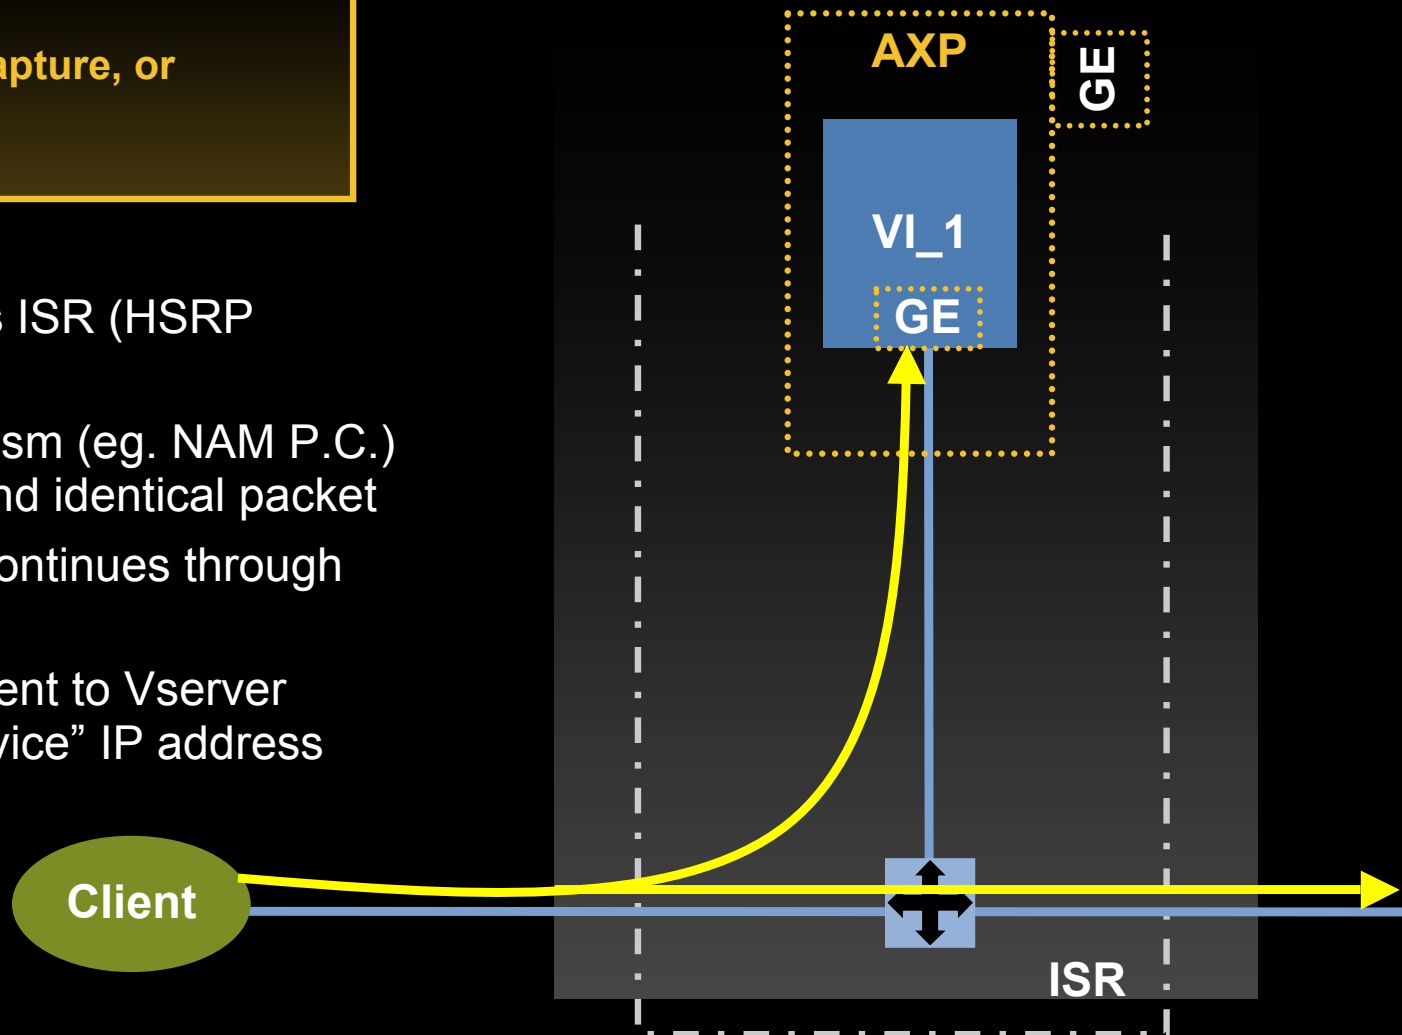 apture, or
s ISR (HSRP
sm (eg. NAM P.C.)
nd identical packet
ontinues through
ent to Vserver
vice” IP address
AXP
GE
VI_1
GE
Client
ISR